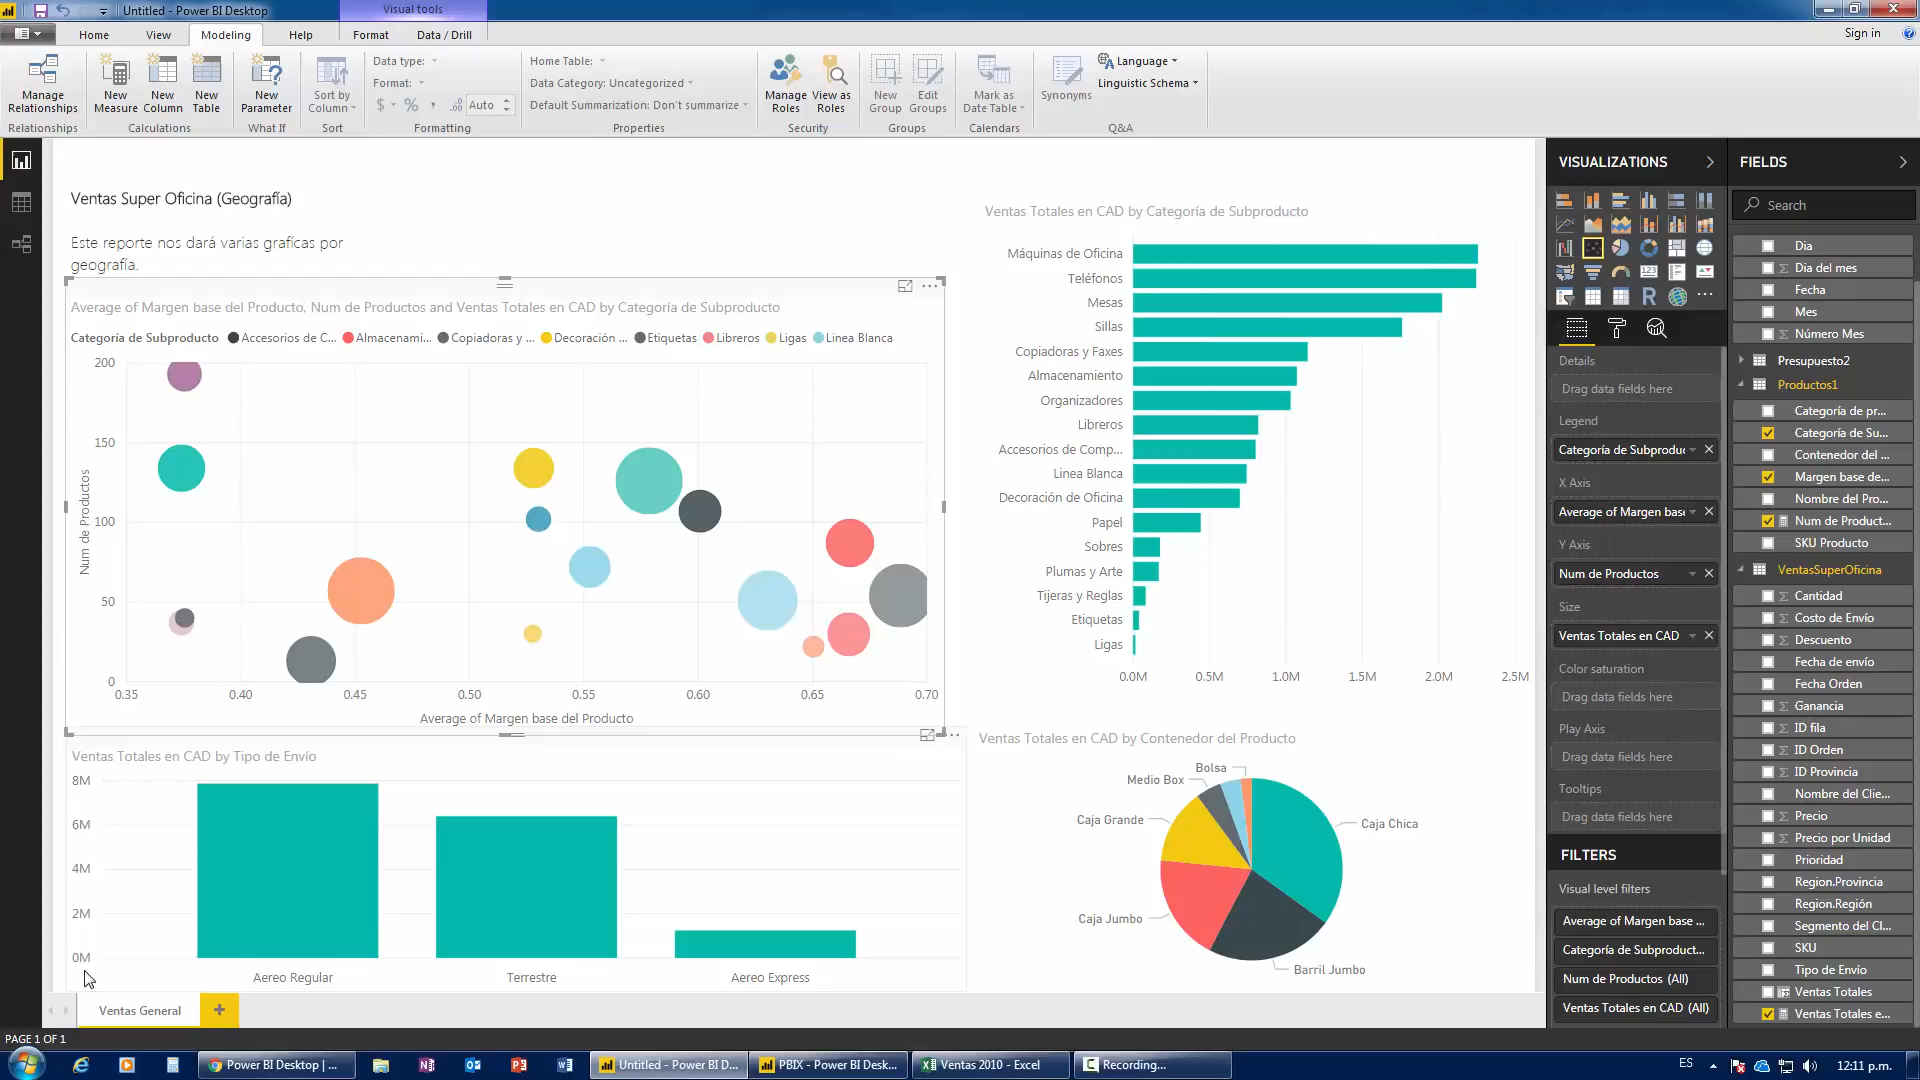 Untitled - Power BI Desktop
Visual tools
Home
View
Modeling
Help
Format
Data / Drill
Sign in
Manage Relationships
Relationships
New Measure
New Column
New Table
Calculations
New Parameter
What If
Sort by Column
Sort
Data type:
Format:
$ % , .00 Auto
Formatting
Home Table:
Data Category: Uncategorized
Default Summarization: Don't summarize
Properties
Manage Roles
View as Roles
Security
New Group
Edit Groups
Groups
Mark as Date Table
Calendars
Synonyms
Language
Linguistic Schema
Q&A
Ventas Super Oficina (Geografía)
Este reporte nos dará varias grafícas por
geografía.
Average of Margen base del Producto, Num de Productos and Ventas Totales en CAD by Categoría de Subproducto
Categoría de Subproducto Accesorios de C... Almacenami... Copiadoras y ... Decoración ... Etiquetas Libreros Ligas Linea Blanca
Num de Productos
200
150
100
50
0
0.35 0.40 0.45 0.50 0.55 0.60 0.65 0.70
Average of Margen base del Producto
Ventas Totales en CAD by Categoría de Subproducto
Máquinas de Oficina
Teléfonos
Mesas
Sillas
Copiadoras y Faxes
Almacenamiento
Organizadores
Libreros
Accesorios de Comp...
Linea Blanca
Decoración de Oficina
Papel
Sobres
Plumas y Arte
Tijeras y Reglas
Etiquetas
Ligas
0.0M 0.5M 1.0M 1.5M 2.0M 2.5M
Ventas Totales en CAD by Tipo de Envío
8M
6M
4M
2M
0M
Aereo Regular
Terrestre
Aereo Express
Ventas Totales en CAD by Contenedor del Producto
Bolsa
Medio Box
Caja Grande
Caja Chica
Caja Jumbo
Barril Jumbo
Ventas General
+
PAGE 1 OF 1
VISUALIZATIONS
123
R
Details
Drag data fields here
Legend
Categoría de Subproduc
X Axis
Average of Margen base
Y Axis
Num de Productos
Size
Ventas Totales en CAD
Color saturation
Drag data fields here
Play Axis
Drag data fields here
Tooltips
Drag data fields here
FILTERS
Visual level filters
Average of Margen base ...
Categoría de Subproduct...
Num de Productos (All)
Ventas Totales en CAD (All)
FIELDS
Search
Dia
Σ Dia del mes
Fecha
Mes
Σ Número Mes
Presupuesto2
Productos1
Categoría de pr...
Categoría de Su...
Contenedor del ...
Margen base de...
Nombre del Pro...
Num de Product...
SKU Producto
VentasSuperOficina
Σ Cantidad
Σ Costo de Envío
Σ Descuento
Fecha de envío
Fecha Orden
Σ Ganancia
Σ ID fila
Σ ID Orden
Σ ID Provincia
Nombre del Clie...
Σ Precio
Σ Precio por Unidad
Prioridad
Region.Provincia
Region.Región
Segmento del Cl...
SKU
Tipo de Envío
Ventas Totales
Ventas Totales e...
Power BI Desktop | ...
Untitled - Power BI D...
PBIX - Power BI Desk...
Ventas 2010 - Excel
Recording...
ES
12:11 p.m.